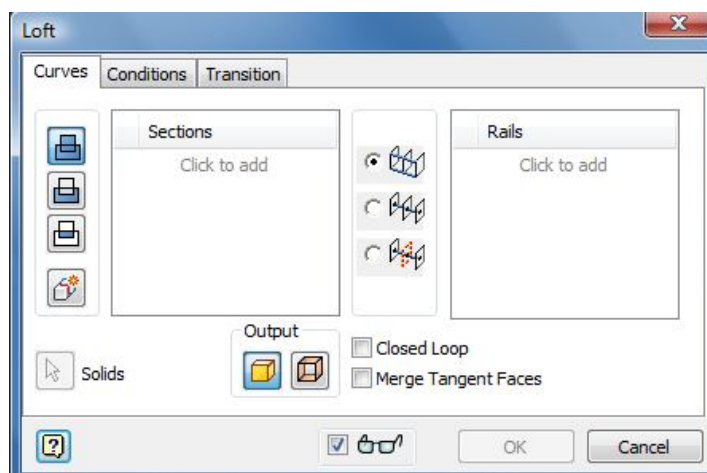 Loft
Curves
Conditions
Transition
Sections
Click to add
Rails
Click to add
Solids
Output
Closed Loop
Merge Tangent Faces
OK
Cancel